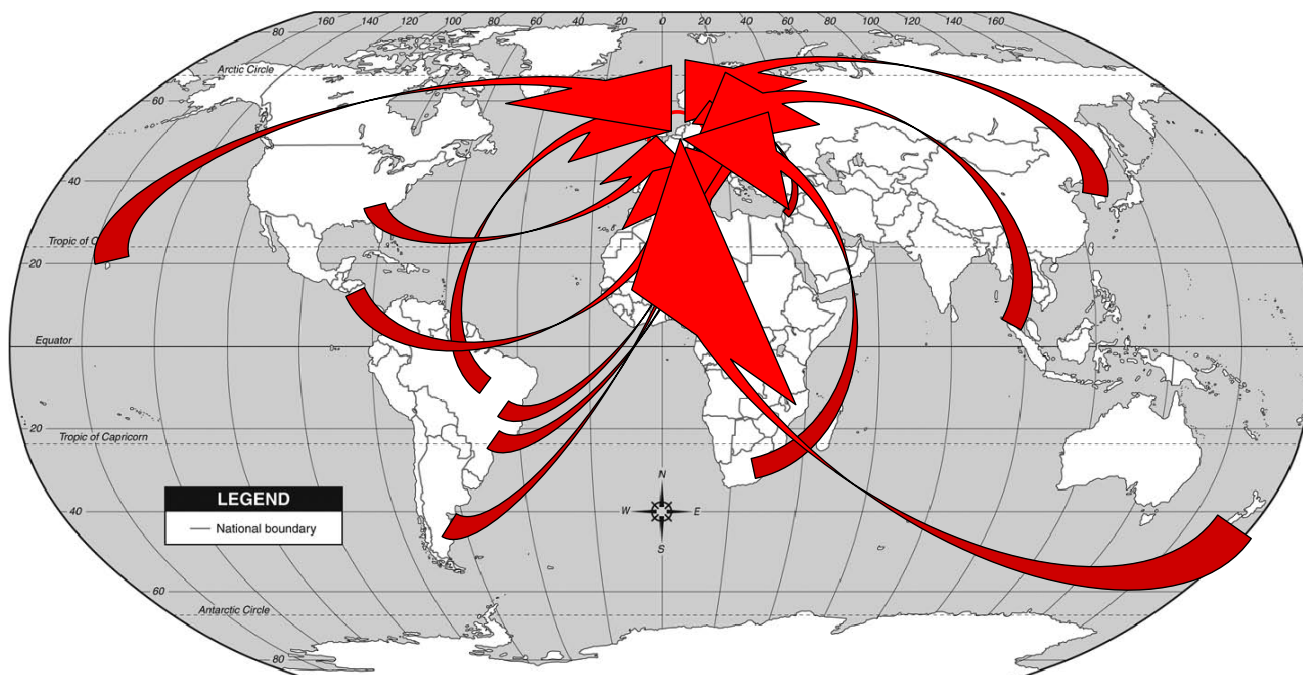 160 140 120 100 80 60 40 20 0 20 40 60 80 100 120 140 160
80
Arctic Circle
60
40
Tropic of
20
Equator
20
Tropic of Capricorn
N
LEGEND
40
W E
National boundary
S
60
Antarctic Circle
80